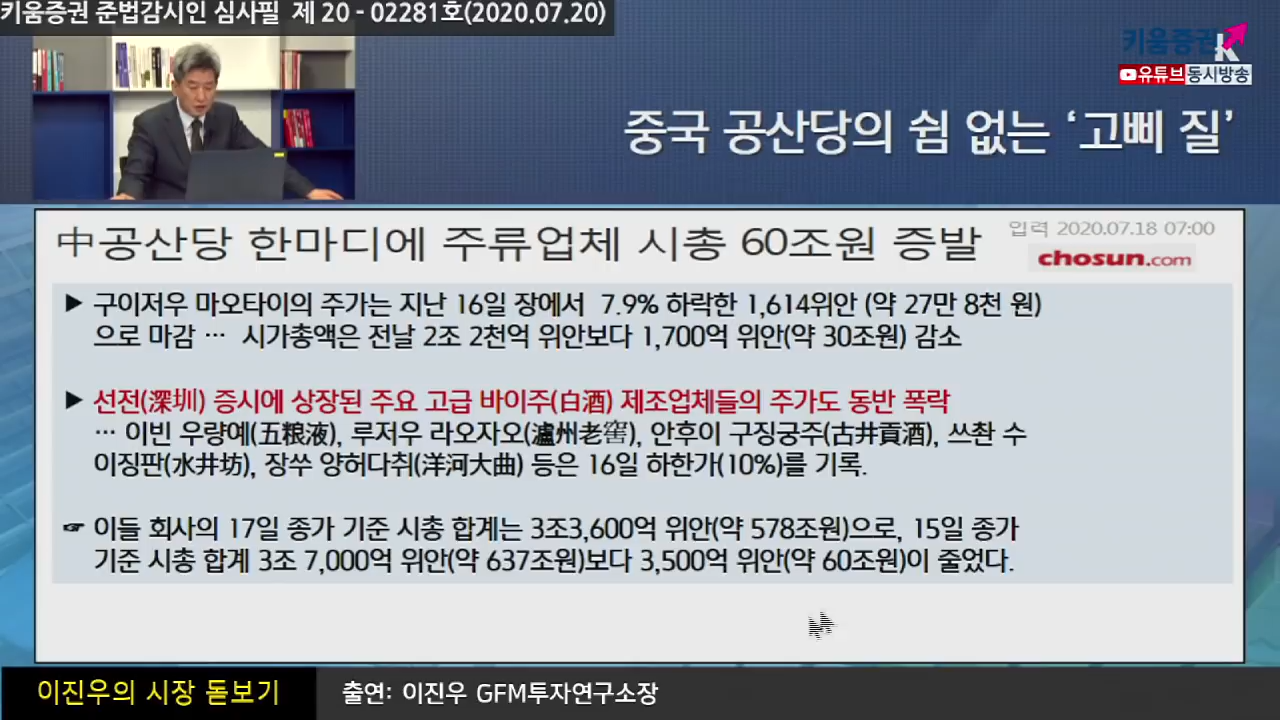 키움증권 준법감시인 심사필 제 20 - 02281호(2020.07.20)
키움증권
유튜브 동시방송
중국 공산당의 쉼 없는 ‘고삐 질’
中공산당 한마디에 주류업체 시총 60조원 증발
입력 2020.07.18 07:00
chosun.com
▶ 구이저우 마오타이의 주가는 지난 16일 장에서 7.9% 하락한 1,614위안 (약 27만 8천 원)
으로 마감 … 시가총액은 전날 2조 2천억 위안보다 1,700억 위안(약 30조원) 감소
▶ 선전(深圳) 증시에 상장된 주요 고급 바이주(白酒) 제조업체들의 주가도 동반 폭락
… 이빈 우량예(五粮液), 루저우 라오자오(瀘州老窖), 안후이 구징궁주(古井貢酒), 쓰촨 수
이징판(水井坊), 장쑤 양허다취(洋河大曲) 등은 16일 하한가(10%)를 기록.
☞ 이들 회사의 17일 종가 기준 시총 합계는 3조3,600억 위안(약 578조원)으로, 15일 종가
기준 시총 합계 3조 7,000억 위안(약 637조원)보다 3,500억 위안(약 60조원)이 줄었다.
이진우의 시장 돋보기
출연: 이진우 GFM투자연구소장